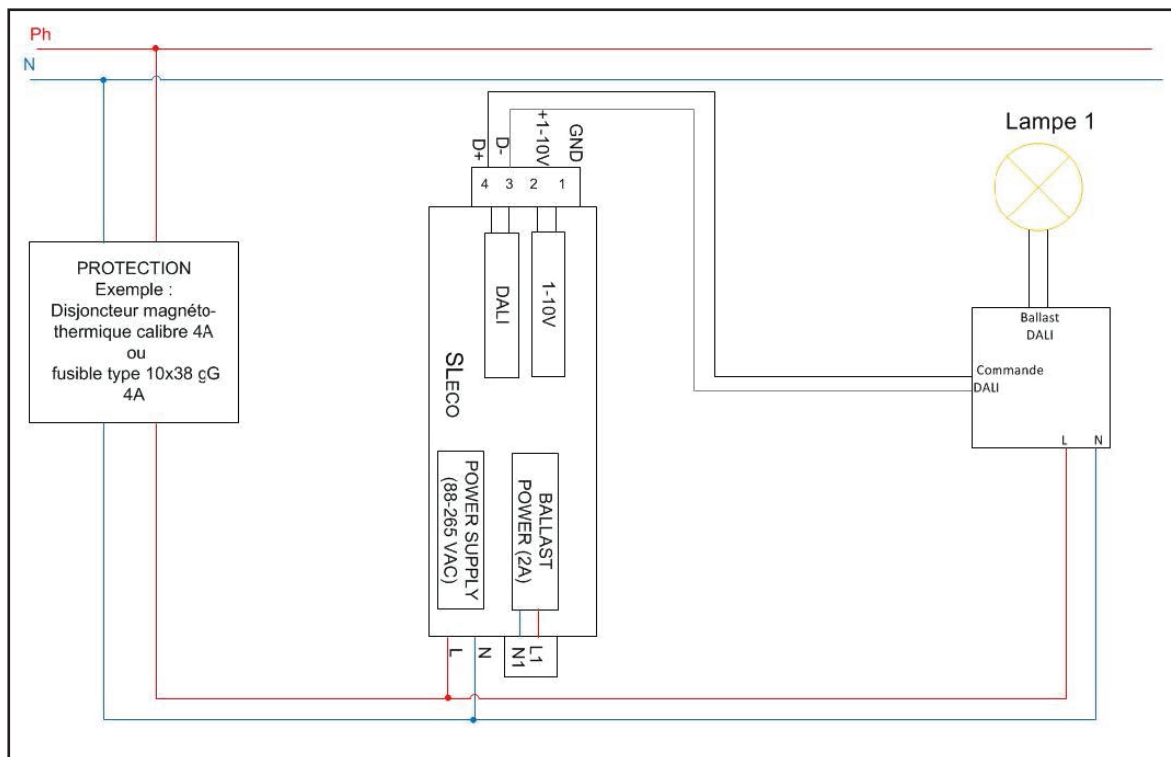 Ph
N
D+
D-
+1-10V
GND
4 3 2 1
Lampe 1
PROTECTION
Exemple :
Disjoncteur magnéto-
thermique calibre 4A
ou
fusible type 10x38 gG
4A
DALI
1-10V
SLECO
Ballast
DALI
Commande
DALI
L N
POWER SUPPLY
(88-265 VAC)
BALLAST
POWER (2A)
L
N
N1
L1